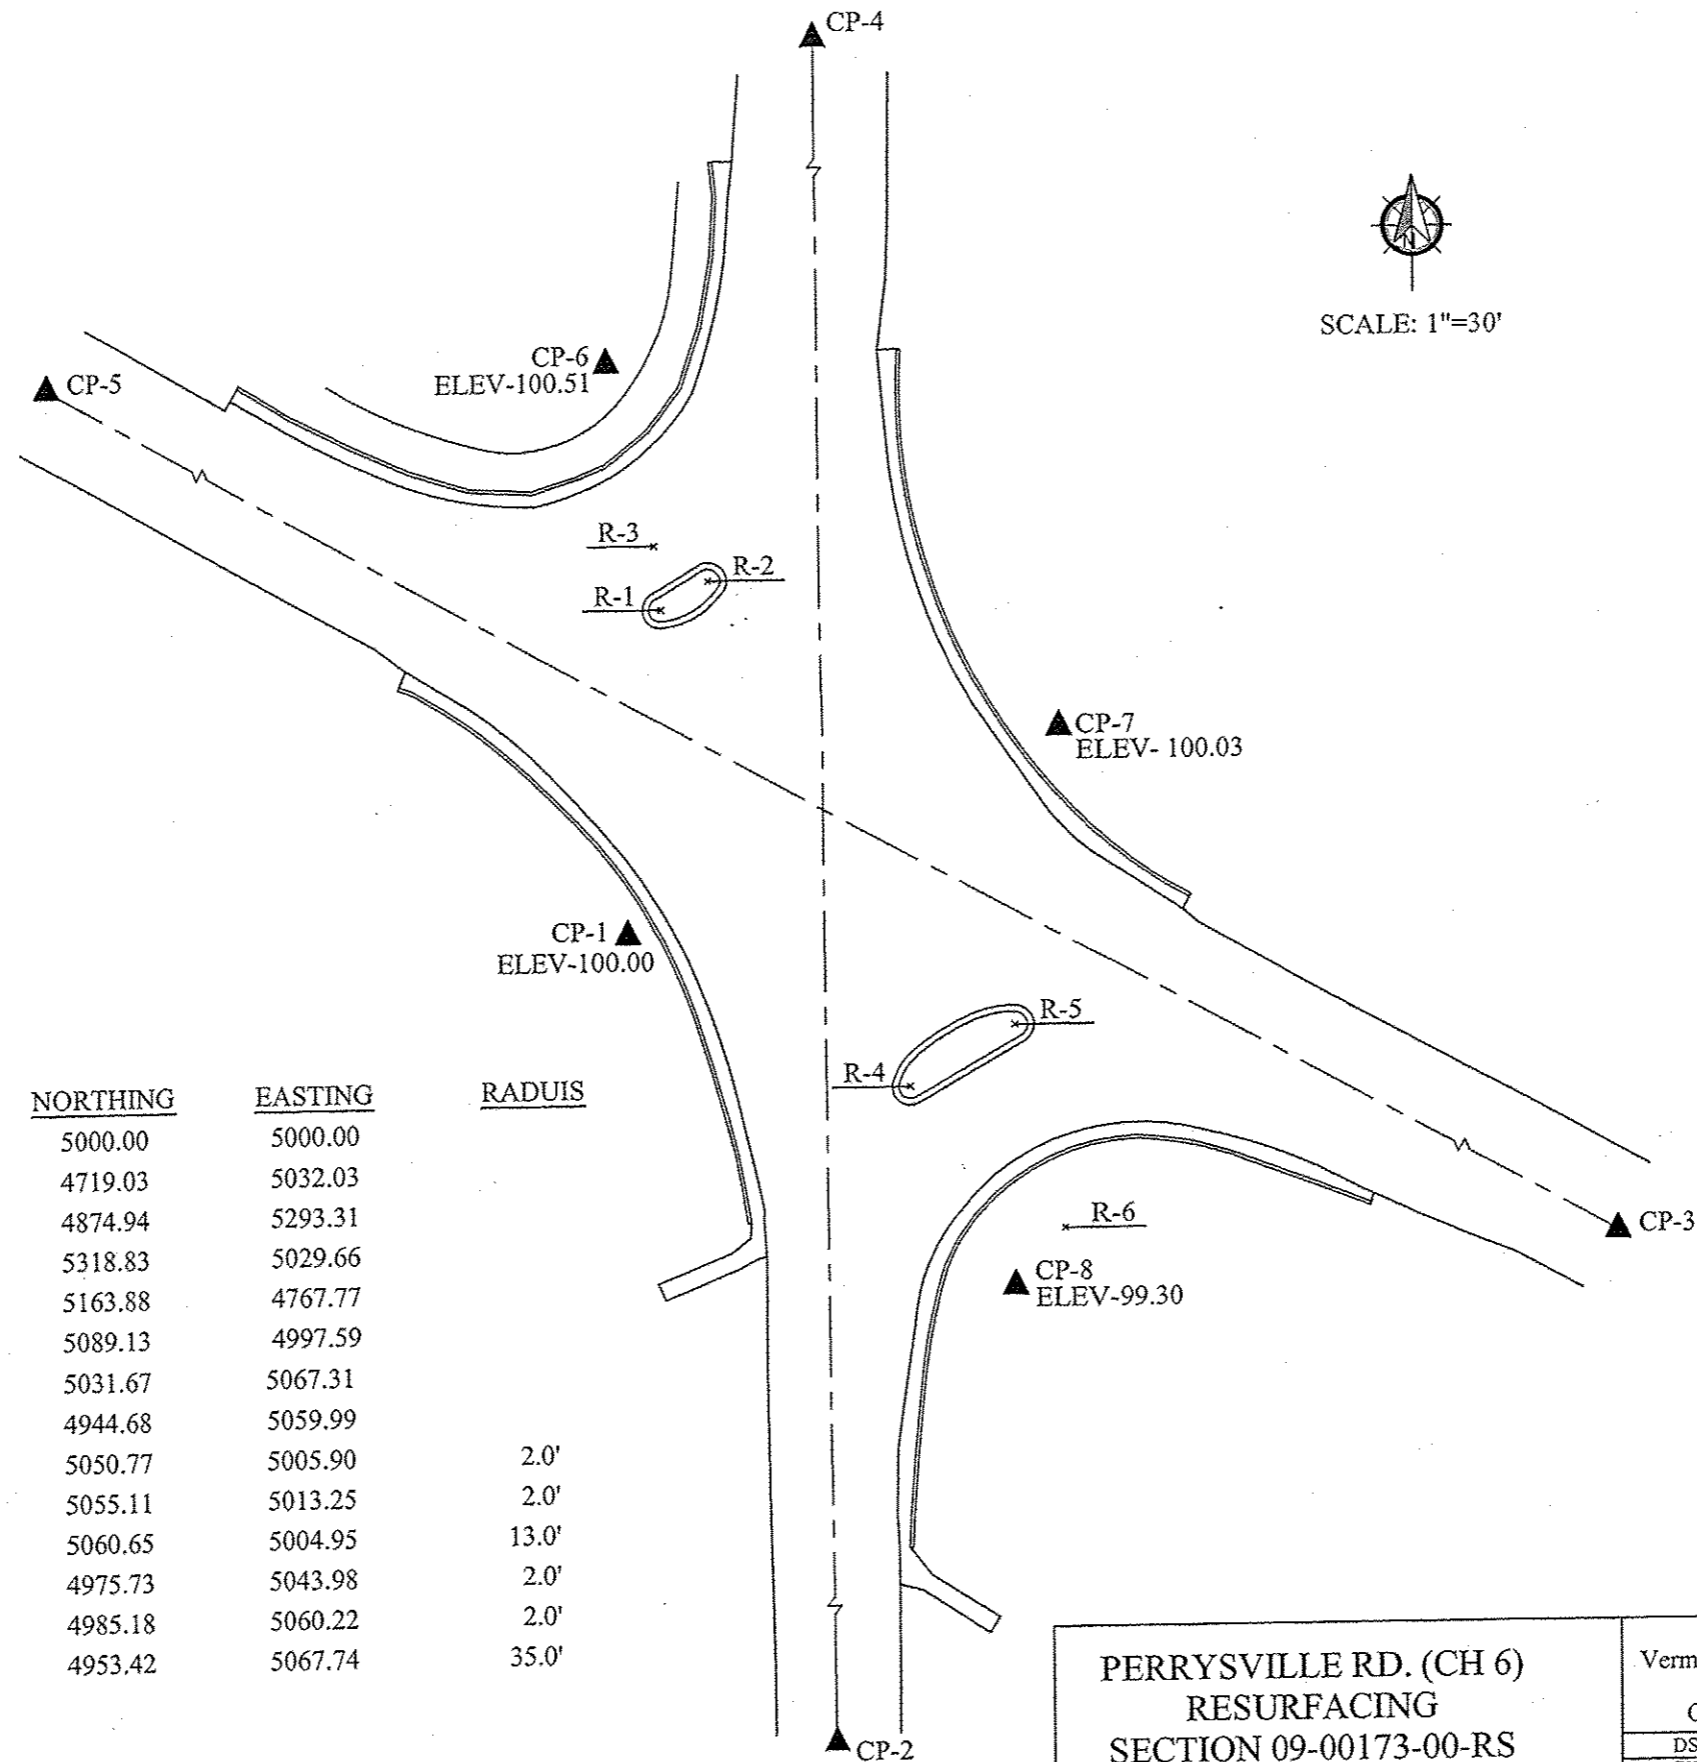 CP-4
SCALE: 1"=30'
CP-6
ELEV-100.51
CP-5
R-3
R-2
R-1
CP-7
ELEV- 100.03
CP-1
ELEV-100.00
R-5
R-4
R-6
CP-3
CP-8
ELEV-99.30
NORTHING EASTING RADUIS
5000.00 5000.00
4719.03 5032.03
4874.94 5293.31
5318.83 5029.66
5163.88 4767.77
5089.13 4997.59
5031.67 5067.31
4944.68 5059.99
5050.77 5005.90 2.0'
5055.11 5013.25 2.0'
5060.65 5004.95 13.0'
4975.73 5043.98 2.0'
4985.18 5060.22 2.0'
4953.42 5067.74 35.0'
CP-2
PERRYSVILLE RD. (CH 6)
RESURFACING
SECTION 09-00173-00-RS
Verm
DS